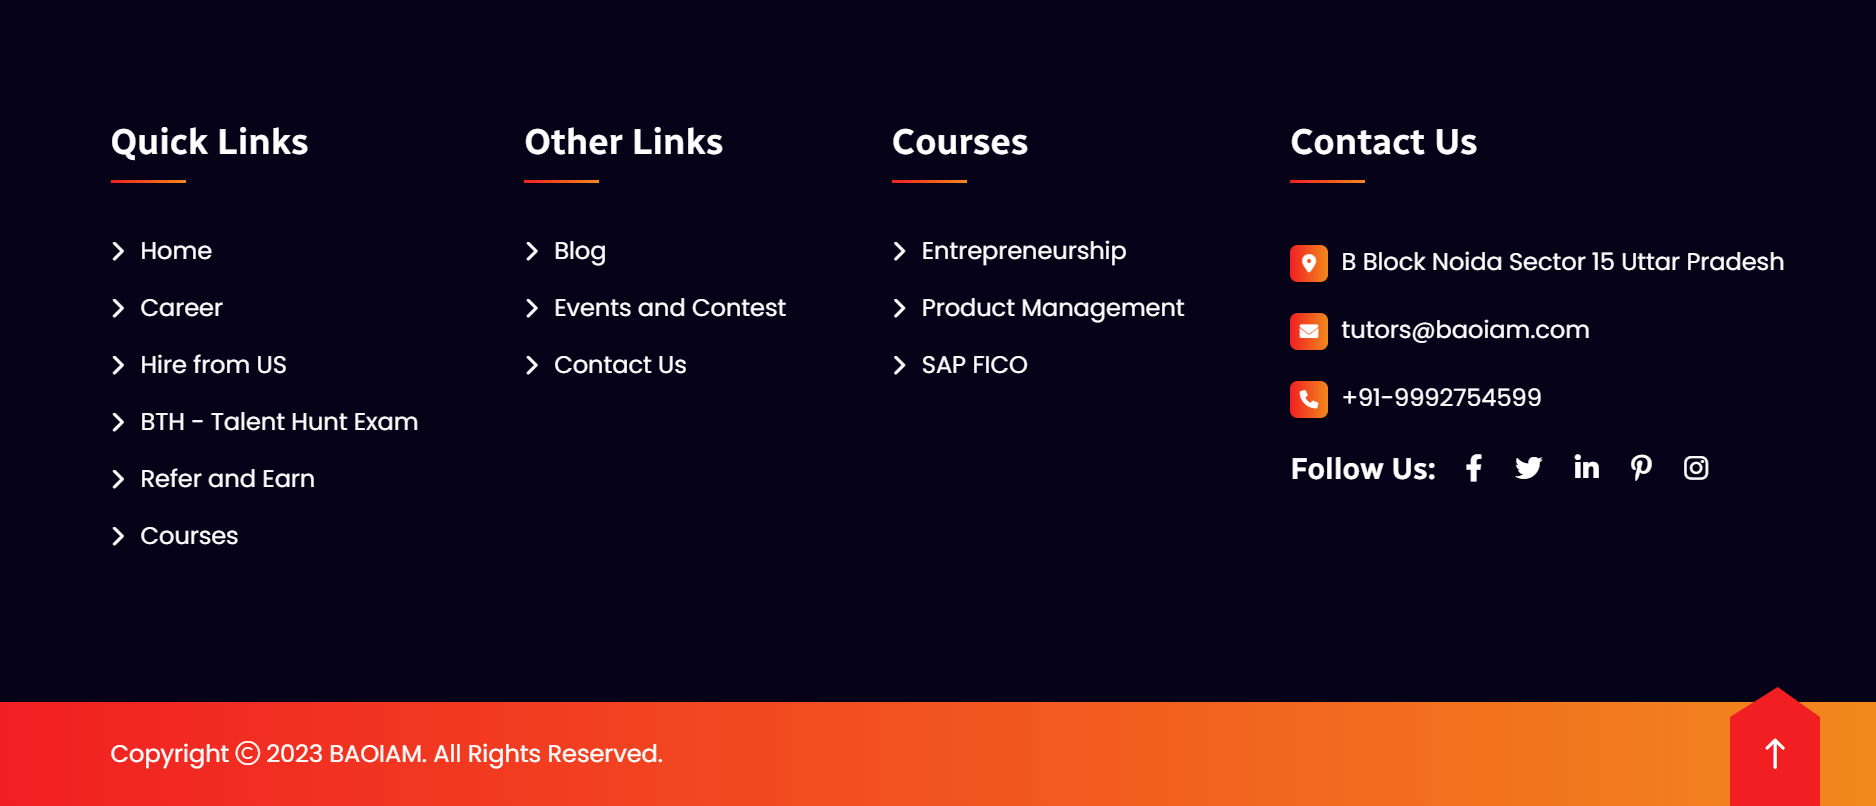 Quick Links
Home
Career
Hire from US
BTH - Talent Hunt Exam
Refer and Earn
Courses
Other Links
Blog
Events and Contest
Contact Us
Courses
Entrepreneurship
Product Management
SAP FICO
Contact Us
B Block Noida Sector 15 Uttar Pradesh
tutors@baoiam.com
+91-9992754599
Follow Us:
Copyright © 2023 BAOIAM. All Rights Reserved.